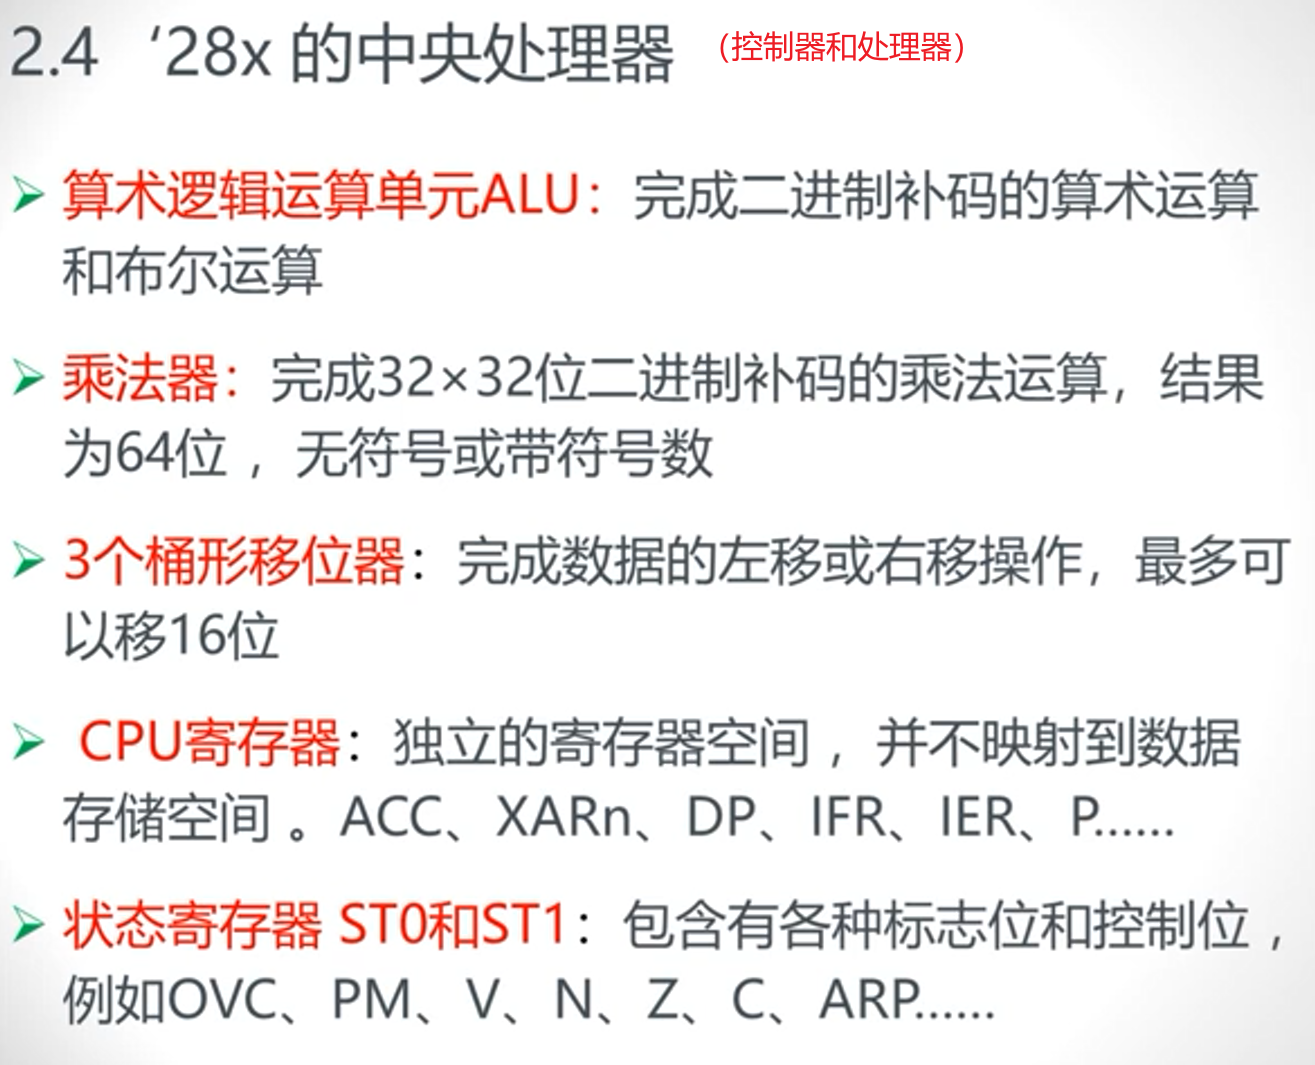 2.4 ‘28x 的中央处理器 （控制器和处理器）
算术逻辑运算单元ALU：完成二进制补码的算术运算
和布尔运算
乘法器：完成32×32位二进制补码的乘法运算，结果
为64位 ，无符号或带符号数
3个桶形移位器：完成数据的左移或右移操作，最多可
以移16位
CPU寄存器：独立的寄存器空间 ，并不映射到数据
存储空间 。ACC、XARn、DP、IFR、IER、P……
状态寄存器 ST0和ST1：包含有各种标志位和控制位 ，
例如OVC、PM、V、N、Z、C、ARP……